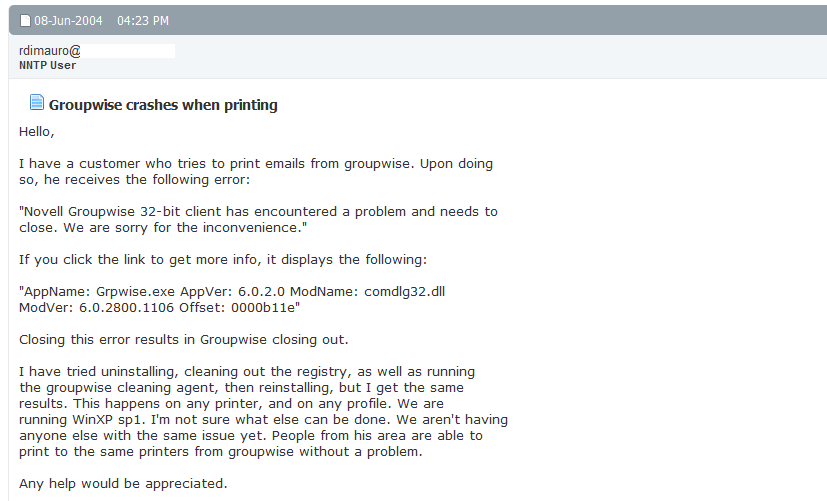 08-Jun-2004 04:23 PM
rdimauro@
NNTP User
Groupwise crashes when printing
Hello,
I have a customer who tries to print emails from groupwise. Upon doing
so, he receives the following error:
"Novell Groupwise 32-bit client has encountered a problem and needs to
close. We are sorry for the inconvenience."
If you click the link to get more info, it displays the following:
"AppName: Grpwise.exe AppVer: 6.0.2.0 ModName: comdlg32.dll
ModVer: 6.0.2800.1106 Offset: 0000b11e"
Closing this error results in Groupwise closing out.
I have tried uninstalling, cleaning out the registry, as well as running
the groupwise cleaning agent, then reinstalling, but I get the same
results. This happens on any printer, and on any profile. We are
running WinXP sp1. I'm not sure what else can be done. We aren't having
anyone else with the same issue yet. People from his area are able to
print to the same printers from groupwise without a problem.
Any help would be appreciated.